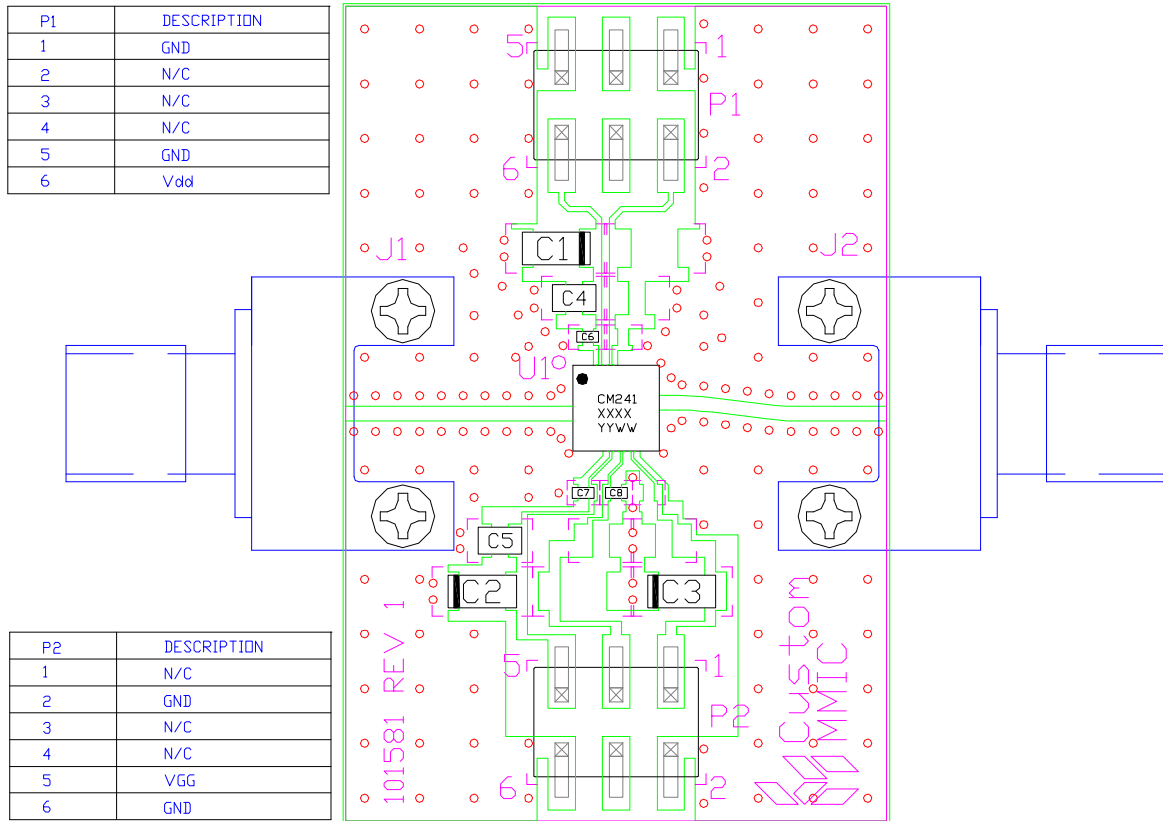 P1 DESCRIPTION
1 GND
2 N/C
3 N/C
4 N/C
5 GND
6 Vdd
5 1
P1
6 2
J1
J2
C1
C4
C6
U1
CM241
XXXX
YYWW
C7 C8
C5
C2 C3
P2 DESCRIPTION
1 N/C
2 GND
3 N/C
4 N/C
5 VGG
6 GND
5 1
P2
6 2
101581 REV 1
Custom
MMIC